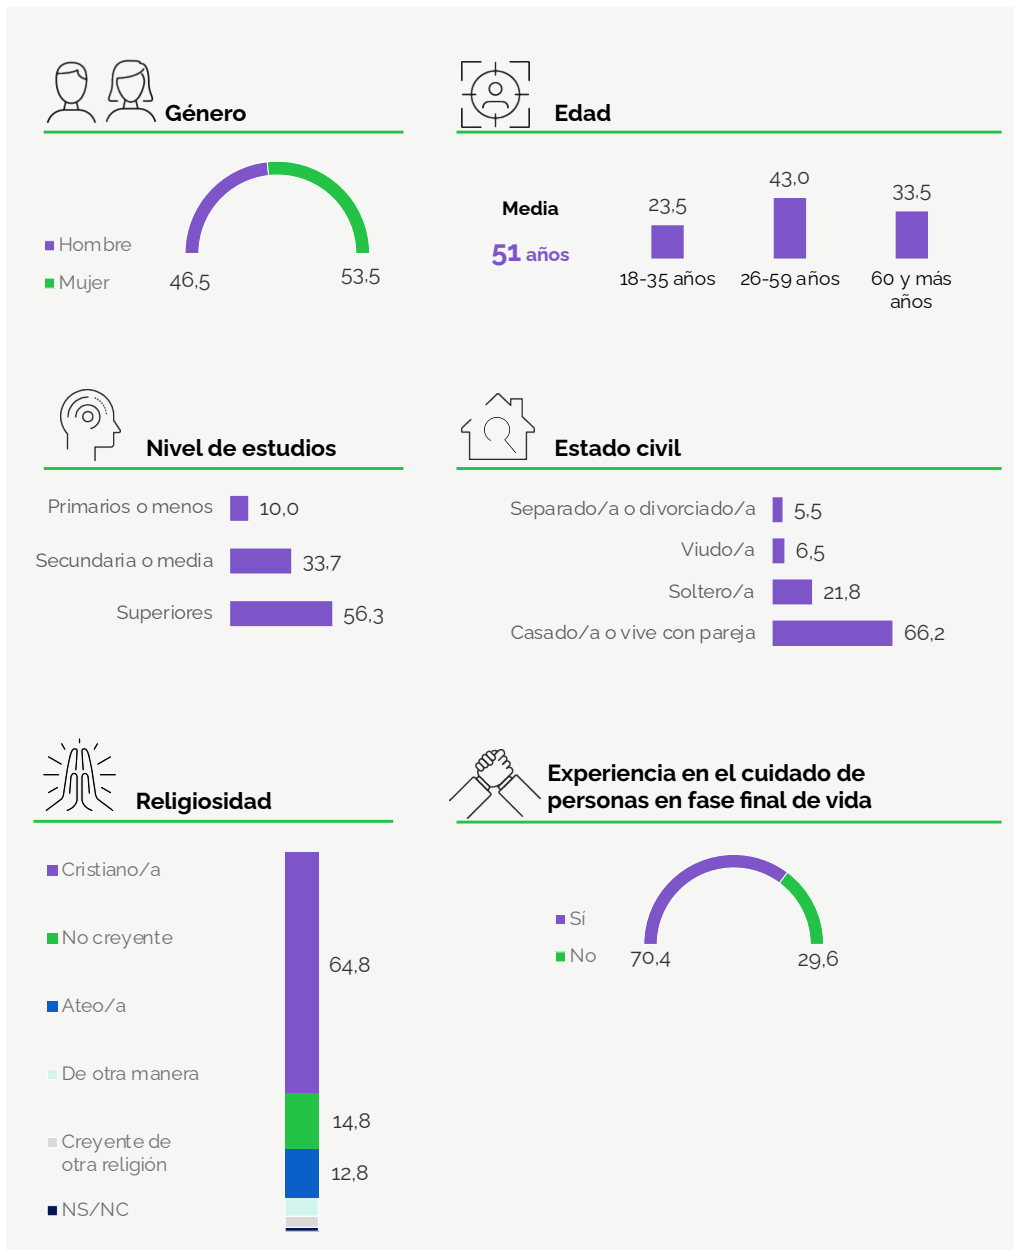 Género
Hombre
Mujer
46,5
53,5
Edad
Media
51 años
23,5
43,0
33,5
18-35 años
26-59 años
60 y más
años
Nivel de estudios
Primarios o menos
10,0
Secundaria o media
33,7
Superiores
56,3
Estado civil
Separado/a o divorciado/a
5,5
Viudo/a
6,5
Soltero/a
21,8
Casado/a o vive con pareja
66,2
Religiosidad
Cristiano/a
No creyente
Ateo/a
De otra manera
Creyente de
otra religión
NS/NC
64,8
14,8
12,8
Experiencia en el cuidado de
personas en fase final de vida
Sí
No
70,4
29,6